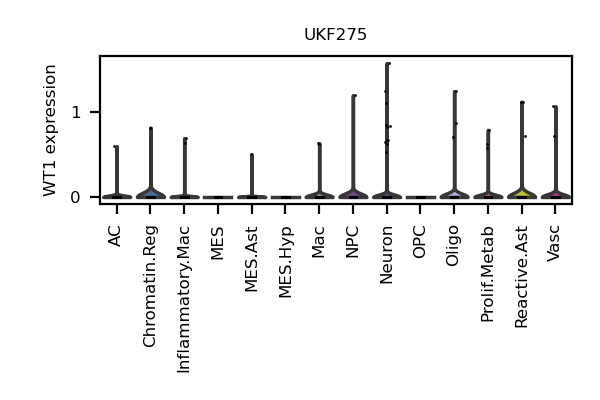 UKF275
WT1 expression
1
0
AC
Chromatin.Reg
Inflammatory.Mac
MES
MES.Ast
MES.Hyp
Mac
NPC
Neuron
OPC
Oligo
Prolif.Metab
Reactive.Ast
Vasc